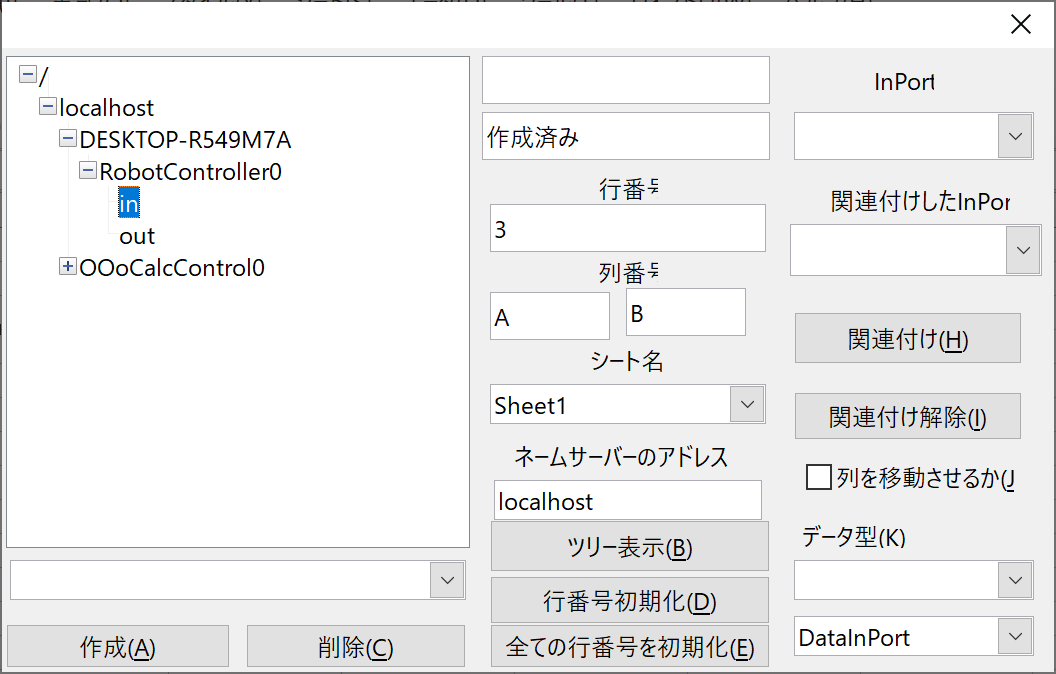 /
localhost
DESKTOP-R549M7A
RobotController0
in
out
OOoCalcControl0
作成(A)
削除(C)
作成済み
行番号
3
列番号
A
B
シート名
Sheet1
ネームサーバーのアドレス
localhost
ツリー表示(B)
行番号初期化(D)
全ての行番号を初期化(E)
InPort
関連付けしたInPor
関連付け(H)
関連付け解除(I)
列を移動させるか(J
データ型(K)
DataInPort